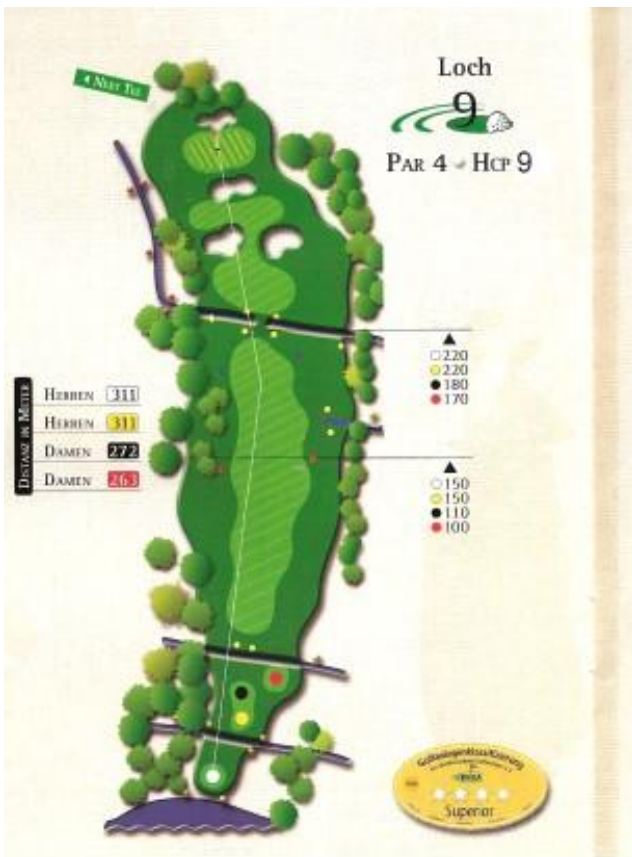 ◄ NEXT TEE
Loch
9
PAR 4 HCP 9
220
220
180
170
DISTANZ IN METER
HERREN 311
HERREN 311
DAMEN 272
DAMEN 263
150
150
110
100
Superior